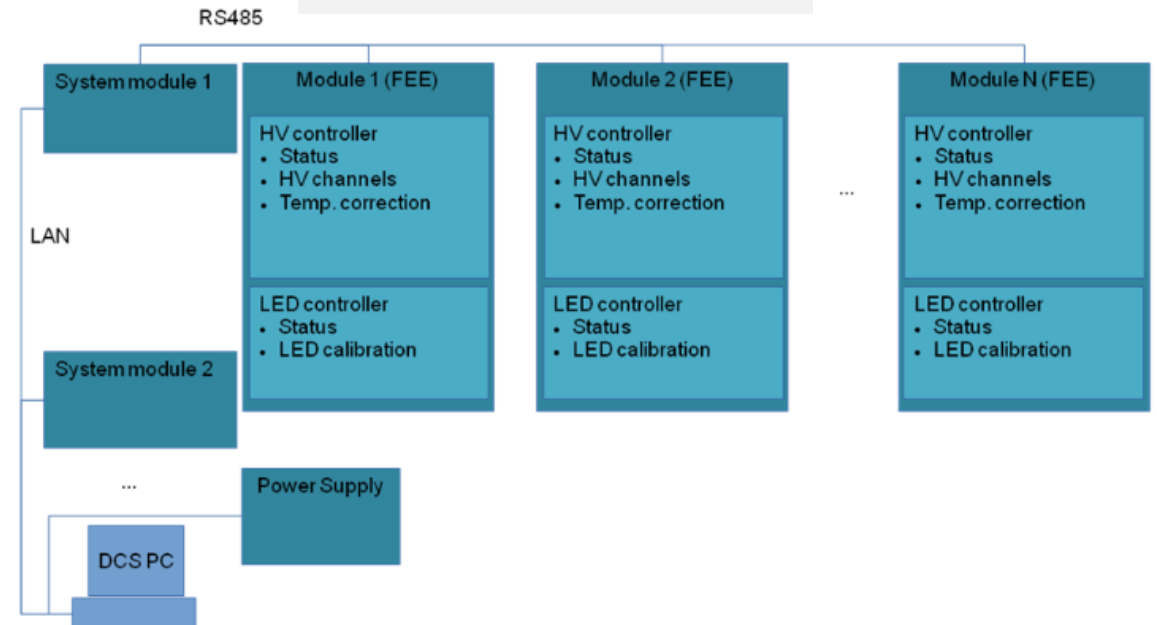 RS485
System module 1
Module 1 (FEE)
HV controller
• Status
• HV channels
• Temp. correction
LED controller
• Status
• LED calibration
Module 2 (FEE)
HV controller
• Status
• HV channels
• Temp. correction
LED controller
• Status
• LED calibration
...
Module N (FEE)
HV controller
• Status
• HV channels
• Temp. correction
LED controller
• Status
• LED calibration
LAN
System module 2
...
Power Supply
DCS PC